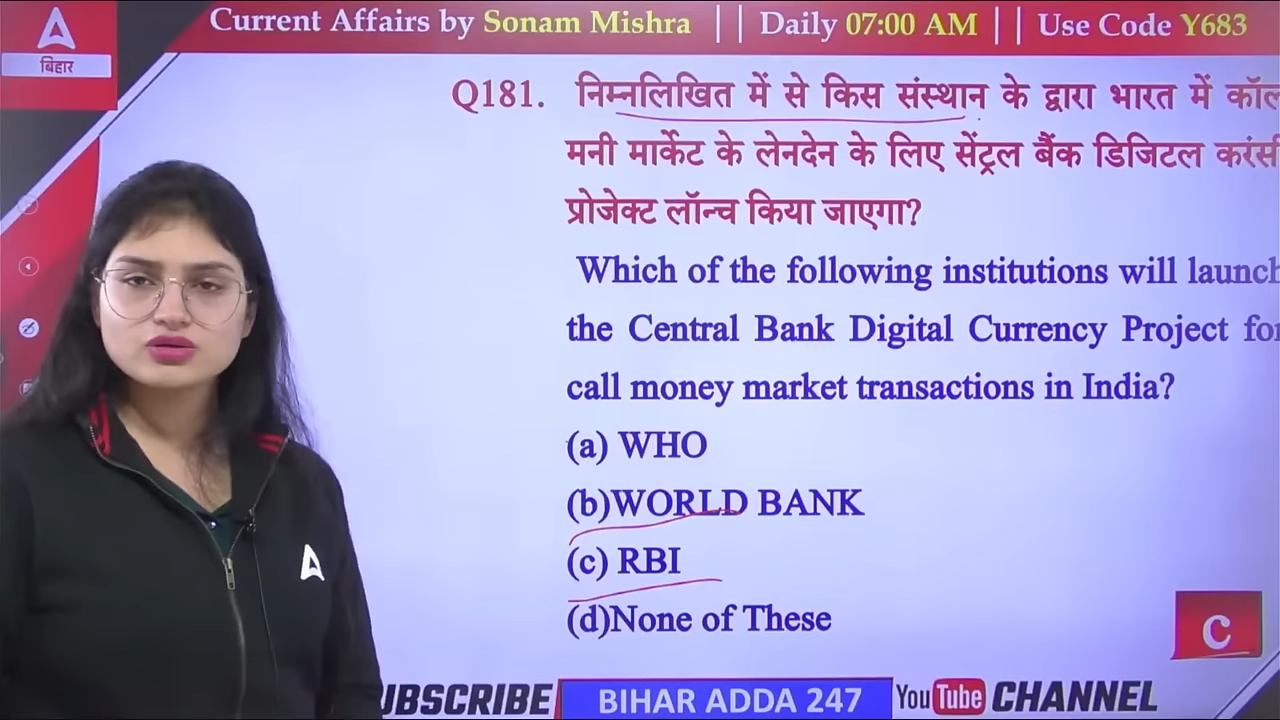 Current Affairs by Sonam Mishra || Daily 07:00 AM || Use Code Y683
बिहार
Q181. निम्नलिखित में से किस संस्थान के द्वारा भारत में कॉल
मनी मार्केट के लेनदेन के लिए सेंट्रल बैंक डिजिटल करंसी
प्रोजेक्ट लॉन्च किया जाएगा?
Which of the following institutions will launch
the Central Bank Digital Currency Project for
call money market transactions in India?
(a) WHO
(b)WORLD BANK
(c) RBI
(d)None of These
C
UBSCRIBE BIHAR ADDA 247 YouTube CHANNEL